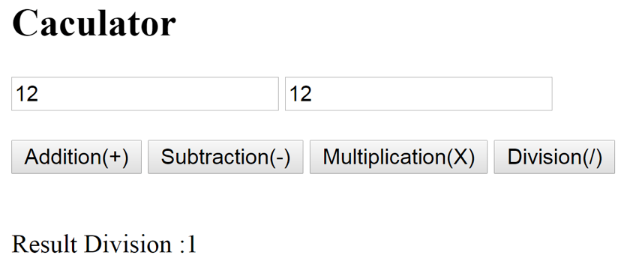 Caculator
12 12
Addition(+) Subtraction(-) Multiplication(X) Division(/)
Result Division :1